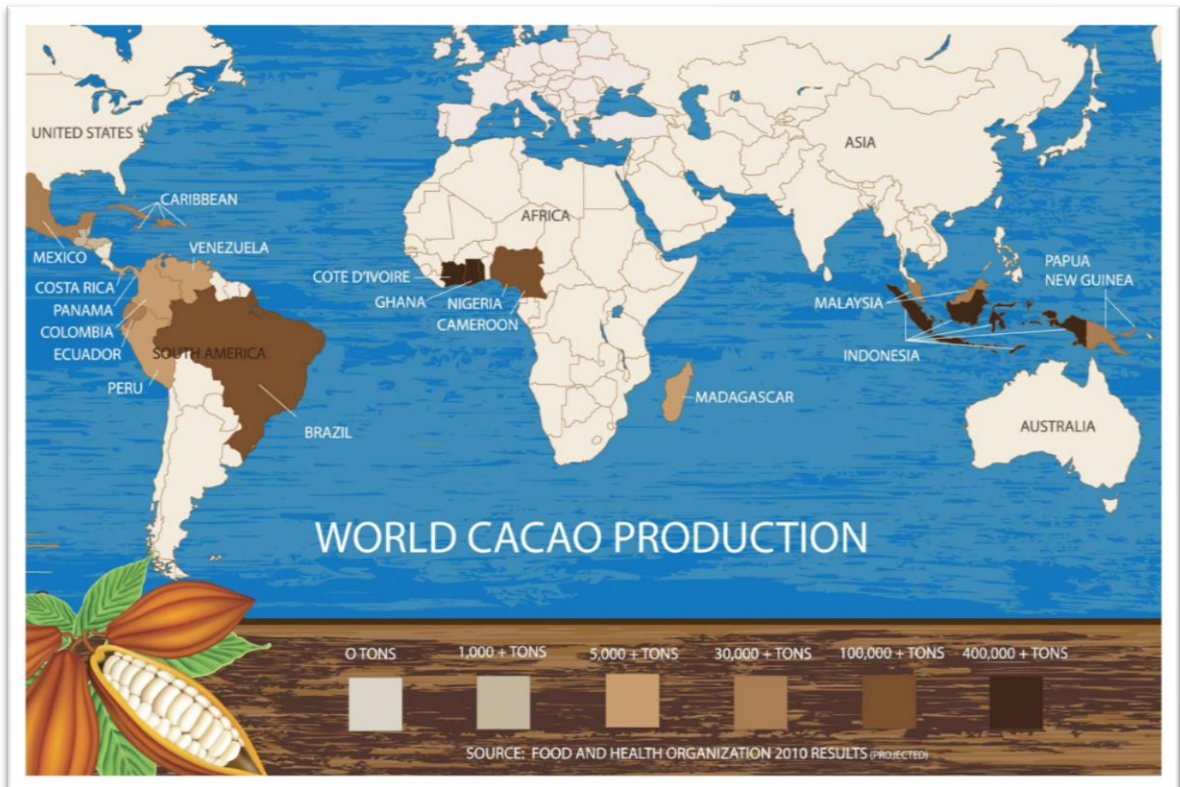 UNITED STATES
ASIA
CARIBBEAN
AFRICA
MEXICO
VENEZUELA
COSTA RICA
PANAMA
COLOMBIA
ECUADOR
SOUTH AMERICA
PERU
BRAZIL
COTE D'IVOIRE
GHANA
NIGERIA
CAMEROON
MADAGASCAR
PAPUA
NEW GUINEA
MALAYSIA
INDONESIA
AUSTRALIA
WORLD CACAO PRODUCTION
0 TONS 1,000 + TONS 5,000 + TONS 30,000 + TONS 100,000 + TONS 400,000 + TONS
SOURCE: FOOD AND HEALTH ORGANIZATION 2010 RESULTS (PROJECTED)